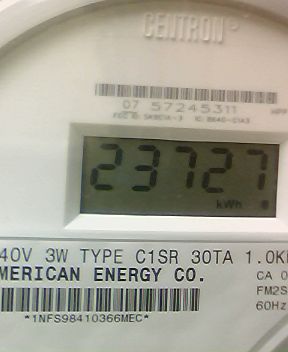 CENTRON®
07 57245311
23727
kWh
40V 3W TYPE C1SR 30TA 1.0K
MERICAN ENERGY CO.
CA 0
FM2S
60Hz
*1NFS98410366MEC*